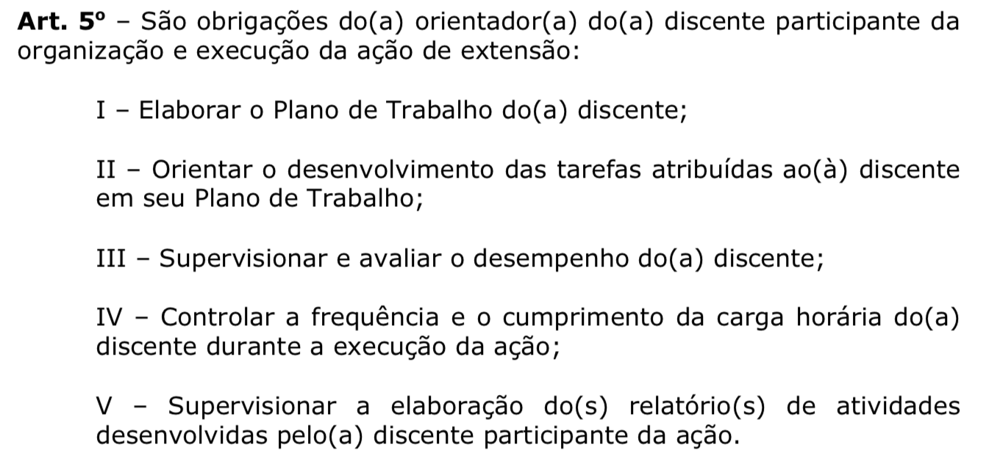 Art. 5º – São obrigações do(a) orientador(a) do(a) discente participante da
organização e execução da ação de extensão:
I – Elaborar o Plano de Trabalho do(a) discente;
II – Orientar o desenvolvimento das tarefas atribuídas ao(à) discente
em seu Plano de Trabalho;
III – Supervisionar e avaliar o desempenho do(a) discente;
IV – Controlar a frequência e o cumprimento da carga horária do(a)
discente durante a execução da ação;
V – Supervisionar a elaboração do(s) relatório(s) de atividades
desenvolvidas pelo(a) discente participante da ação.